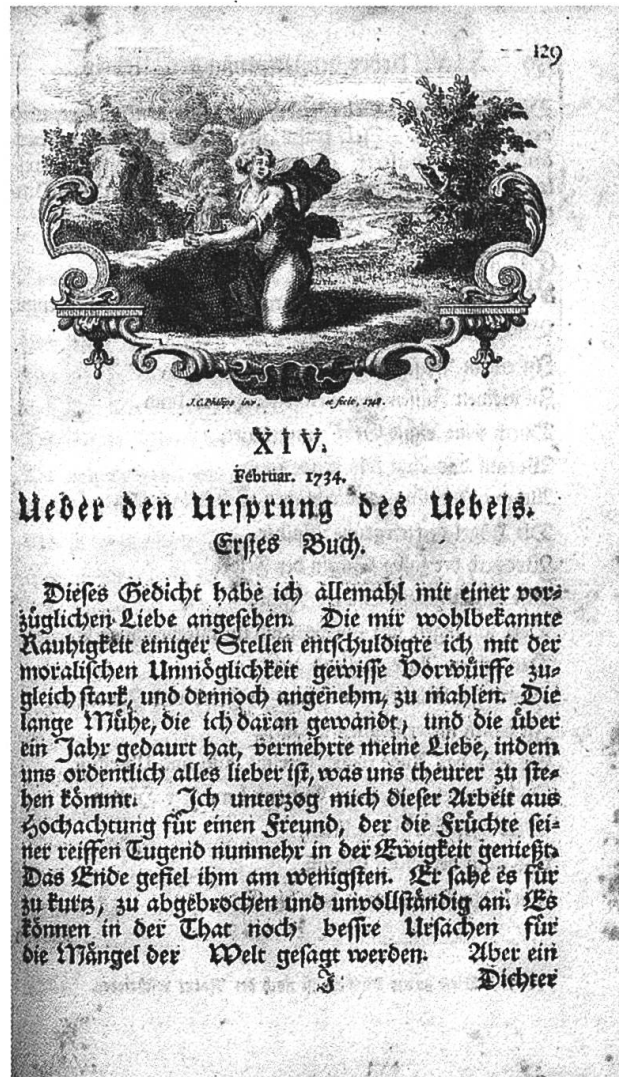 129
J.C.Philips inv. et fecit, 1748.
XIV.
Februar. 1734.
Ueber den Ursprung des Uebels.
Erstes Buch.
Dieses Gedicht habe ich allemahl mit einer vor-
züglichen Liebe angesehen. Die mir wohlbekannte
Rauhigkeit einiger Stellen entschuldigte ich mit der
moralischen Unmöglichkeit gewisse Vorwürffe zu-
gleich stark, und dennoch angenehm, zu mahlen. Die
lange Mühe, die ich daran gewandt, und die über
ein Jahr gedaurt hat, vermehrte meine Liebe, indem
uns ordentlich alles lieber ist, was uns theurer zu ste-
hen kömmt. Ich unterzog mich dieser Arbeit aus
Hochachtung für einen Freund, der die Früchte sei-
ner reiffen Tugend nunmehr in der Ewigkeit genießt.
Das Ende gefiel ihm am wenigsten. Er sahe es für
zu kurtz, zu abgebrochen und unvollständig an. Es
können in der That noch bessre Ursachen für
die Mängel der Welt gesagt werden. Aber ein
J Dichter